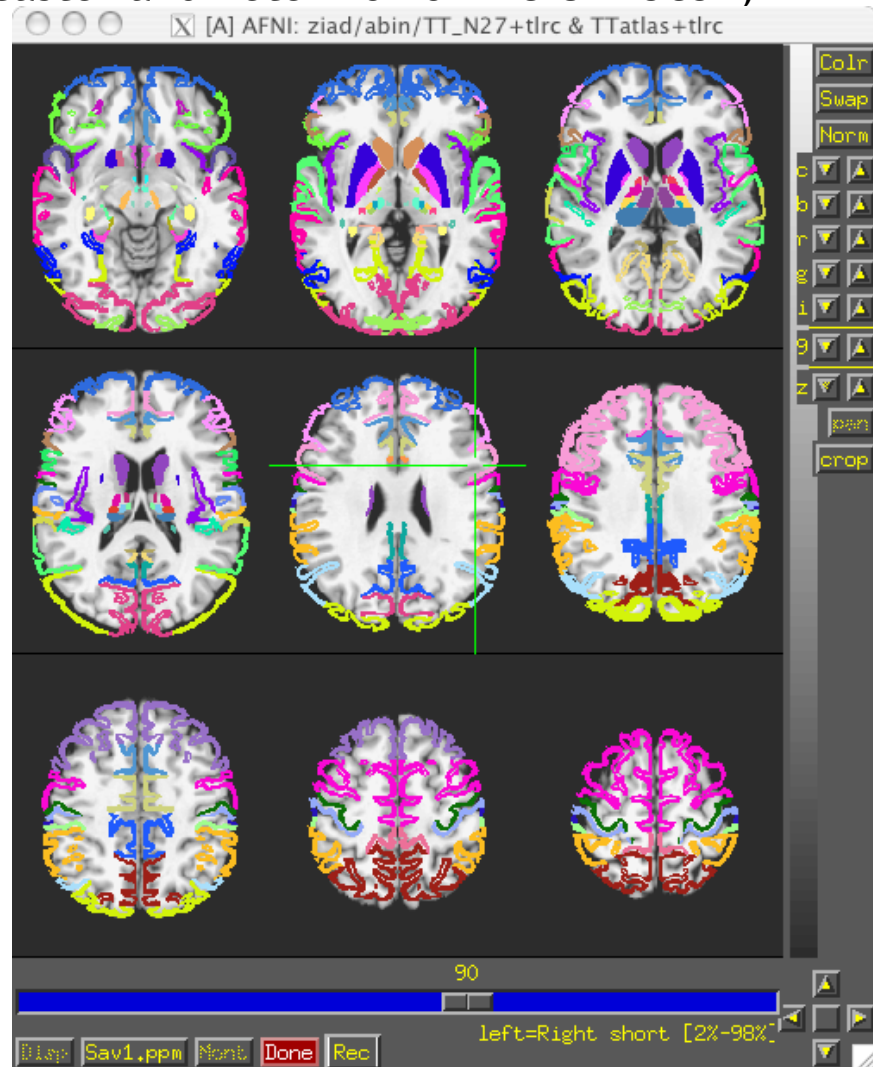 [A] AFNI: ziad/abin/TT_N27+tlrc & TTatlas+tlrc
Colr
Swap
Norm
c
b
r
g
i
9
z
pan
crop
90
left=Right short [2%-98%]
Disp
Sav1.ppm
Mont
Done
Rec